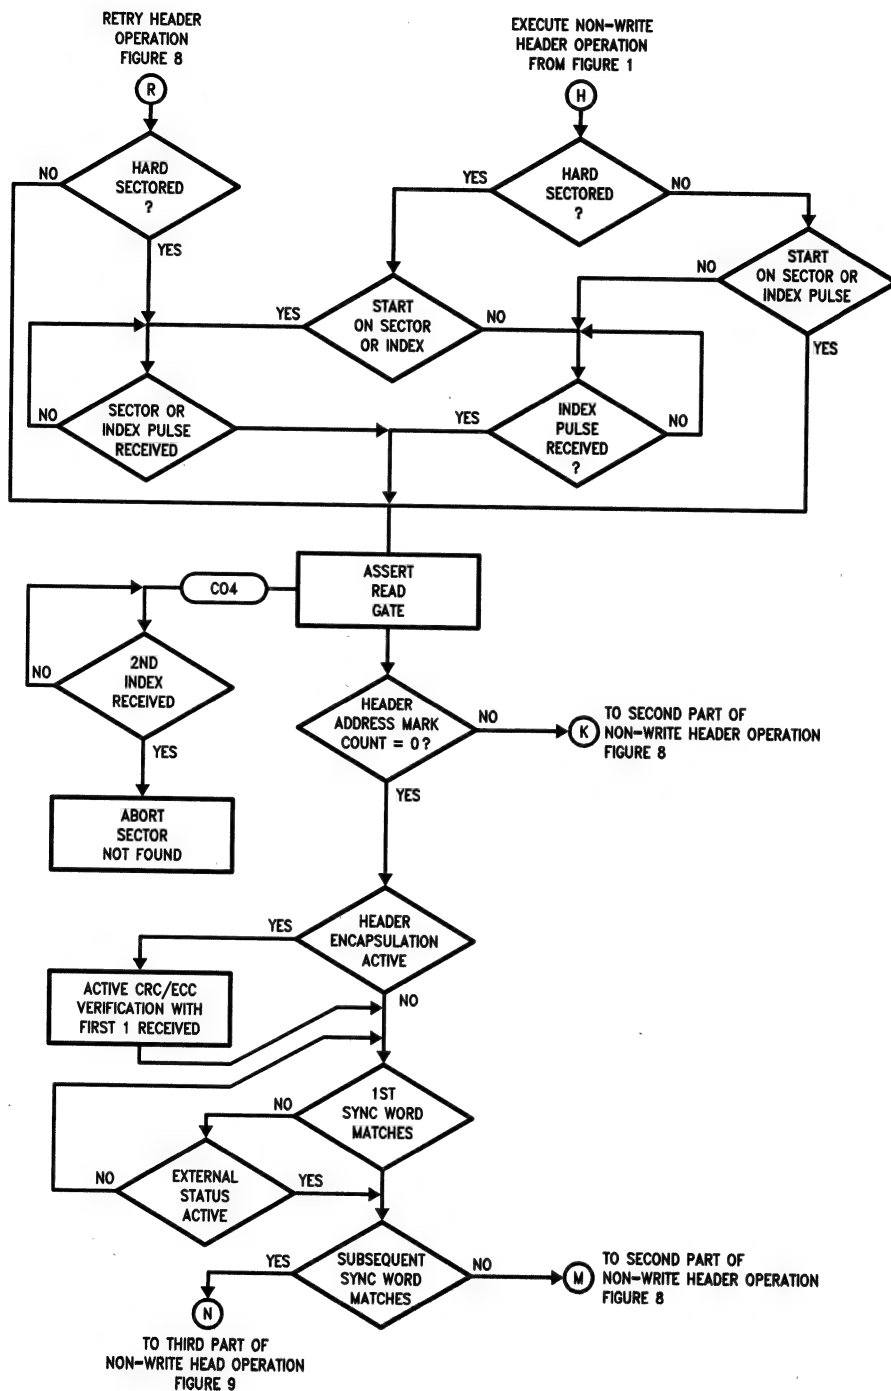 RETRY HEADER
OPERATION
FIGURE 8
R
EXECUTE NON-WRITE
HEADER OPERATION
FROM FIGURE 1
H
NO
HARD
SECTORED
?
YES
YES
HARD
SECTORED
?
NO
NO
START
ON SECTOR OR
INDEX PULSE
YES
YES
START
ON SECTOR
OR INDEX
NO
NO
SECTOR OR
INDEX PULSE
RECEIVED
YES
INDEX
PULSE
RECEIVED
?
NO
ASSERT
READ
GATE
CO4
NO
2ND
INDEX
RECEIVED
YES
ABORT
SECTOR
NOT FOUND
HEADER
ADDRESS MARK
COUNT = 0?
NO
K
TO SECOND PART OF
NON-WRITE HEADER OPERATION
FIGURE 8
YES
YES
HEADER
ENCAPSULATION
ACTIVE
NO
ACTIVE CRC/ECC
VERIFICATION WITH
FIRST 1 RECEIVED
NO
1ST
SYNC WORD
MATCHES
NO
EXTERNAL
STATUS
ACTIVE
YES
YES
SUBSEQUENT
SYNC WORD
MATCHES
NO
M
TO SECOND PART OF
NON-WRITE HEADER OPERATION
FIGURE 8
N
TO THIRD PART OF
NON-WRITE HEAD OPERATION
FIGURE 9